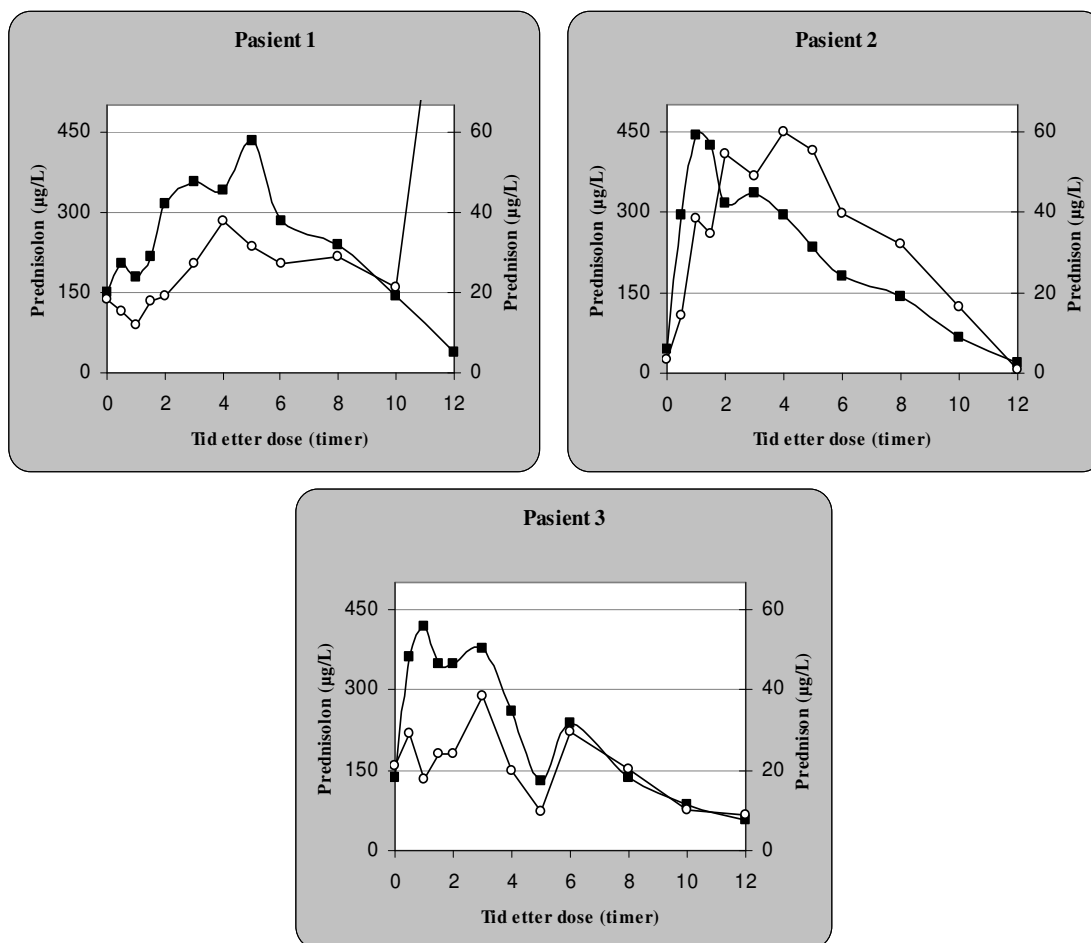 Pasient 1
450
300
150
0
60
40
20
0
0 2 4 6 8 10 12
Prednisolon (µg/L)
Prednison (µg/L)
Tid etter dose (timer)
Pasient 2
450
300
150
0
60
40
20
0
0 2 4 6 8 10 12
Prednisolon (µg/L)
Prednison (µg/L)
Tid etter dose (timer)
Pasient 3
450
300
150
0
60
40
20
0
0 2 4 6 8 10 12
Prednisolon (µg/L)
Prednison (µg/L)
Tid etter dose (timer)